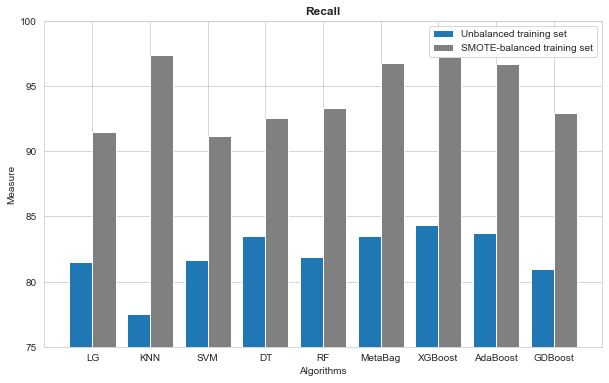 Recall
Unbalanced training set
SMOTE-balanced training set
100
95
90
85
80
75
Measure
LG KNN SVM DT RF MetaBag XGBoost AdaBoost GDBoost
Algorithms